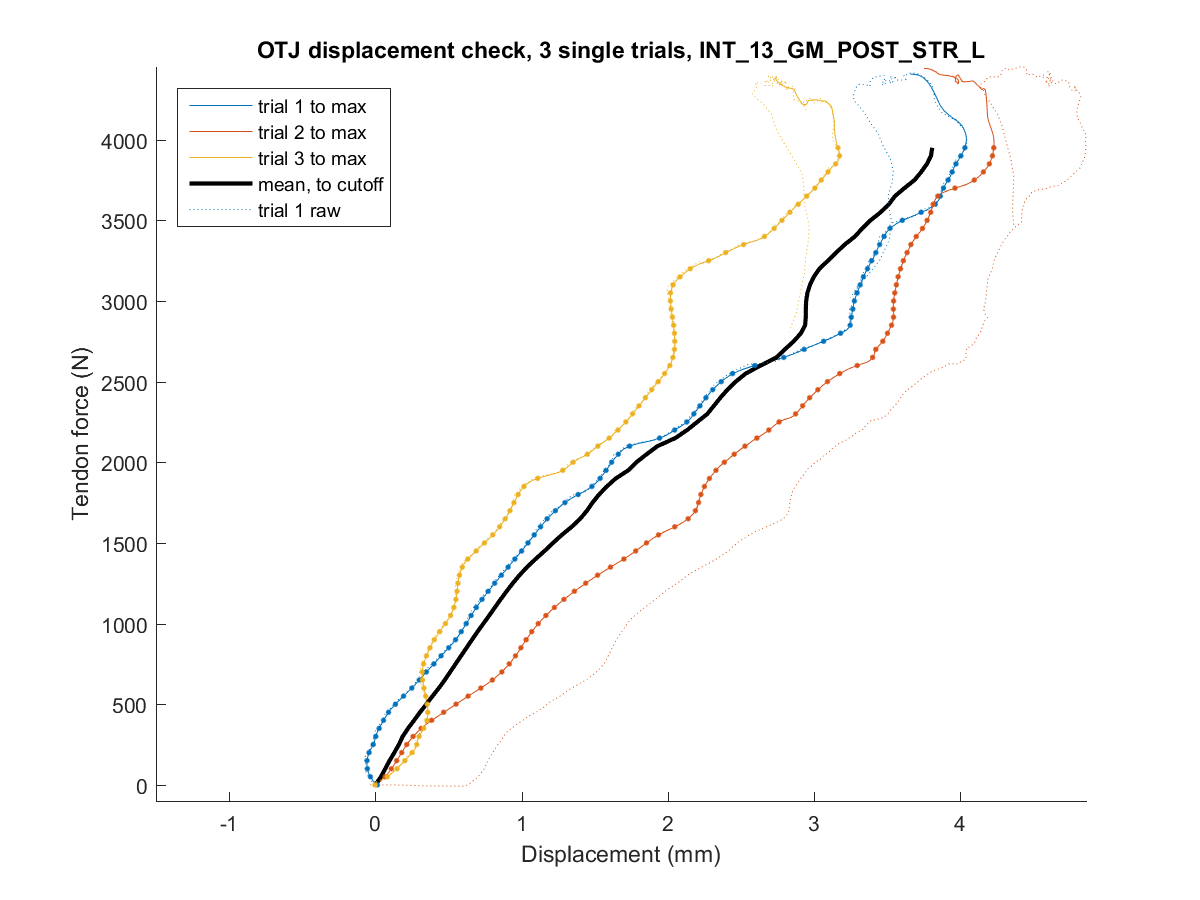 OTJ displacement check, 3 single trials, INT_13_GM_POST_STR_L
trial 1 to max
trial 2 to max
trial 3 to max
mean, to cutoff
trial 1 raw
4000
3500
3000
2500
2000
1500
1000
500
0
Tendon force (N)
-1 0 1 2 3 4
Displacement (mm)